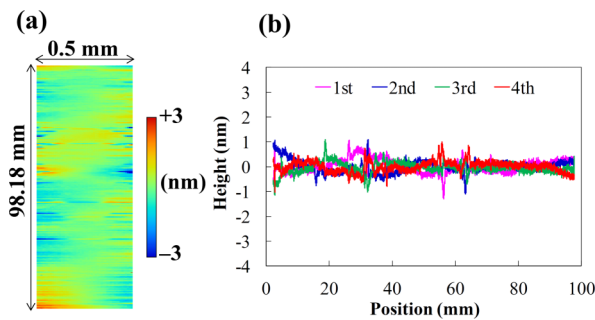 (a)
0.5 mm
98.18 mm
+3
(nm)
−3
(b)
Height (nm)
4
3
2
1
0
-1
-2
-3
-4
1st 2nd 3rd 4th
0 20 40 60 80 100
Position (mm)